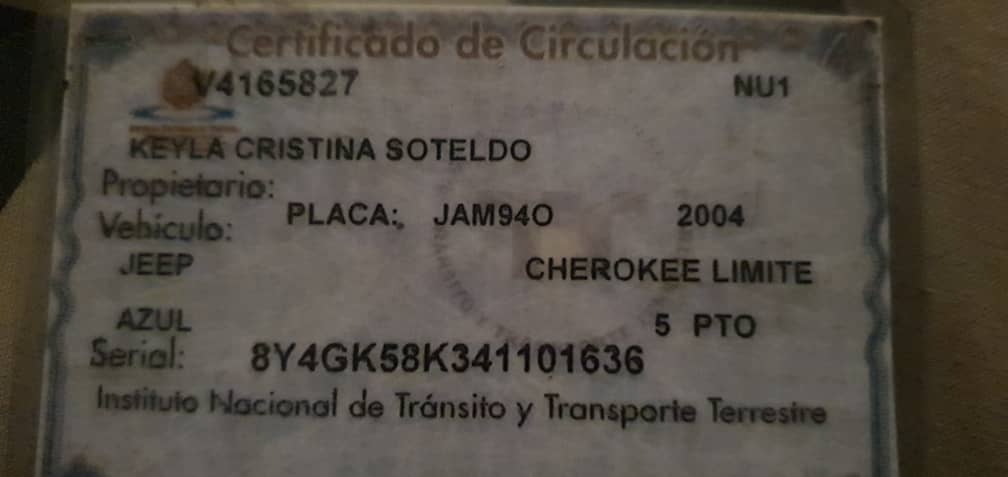 Certificado de Circulación
V4165827 NU1
KEYLA CRISTINA SOTELDO
Propietario:
Vehículo: PLACA: JAM94O 2004
JEEP CHEROKEE LIMITE
AZUL 5 PTO
Serial: 8Y4GK58K341101636
Instituto Nacional de Tránsito y Transporte Terrestre